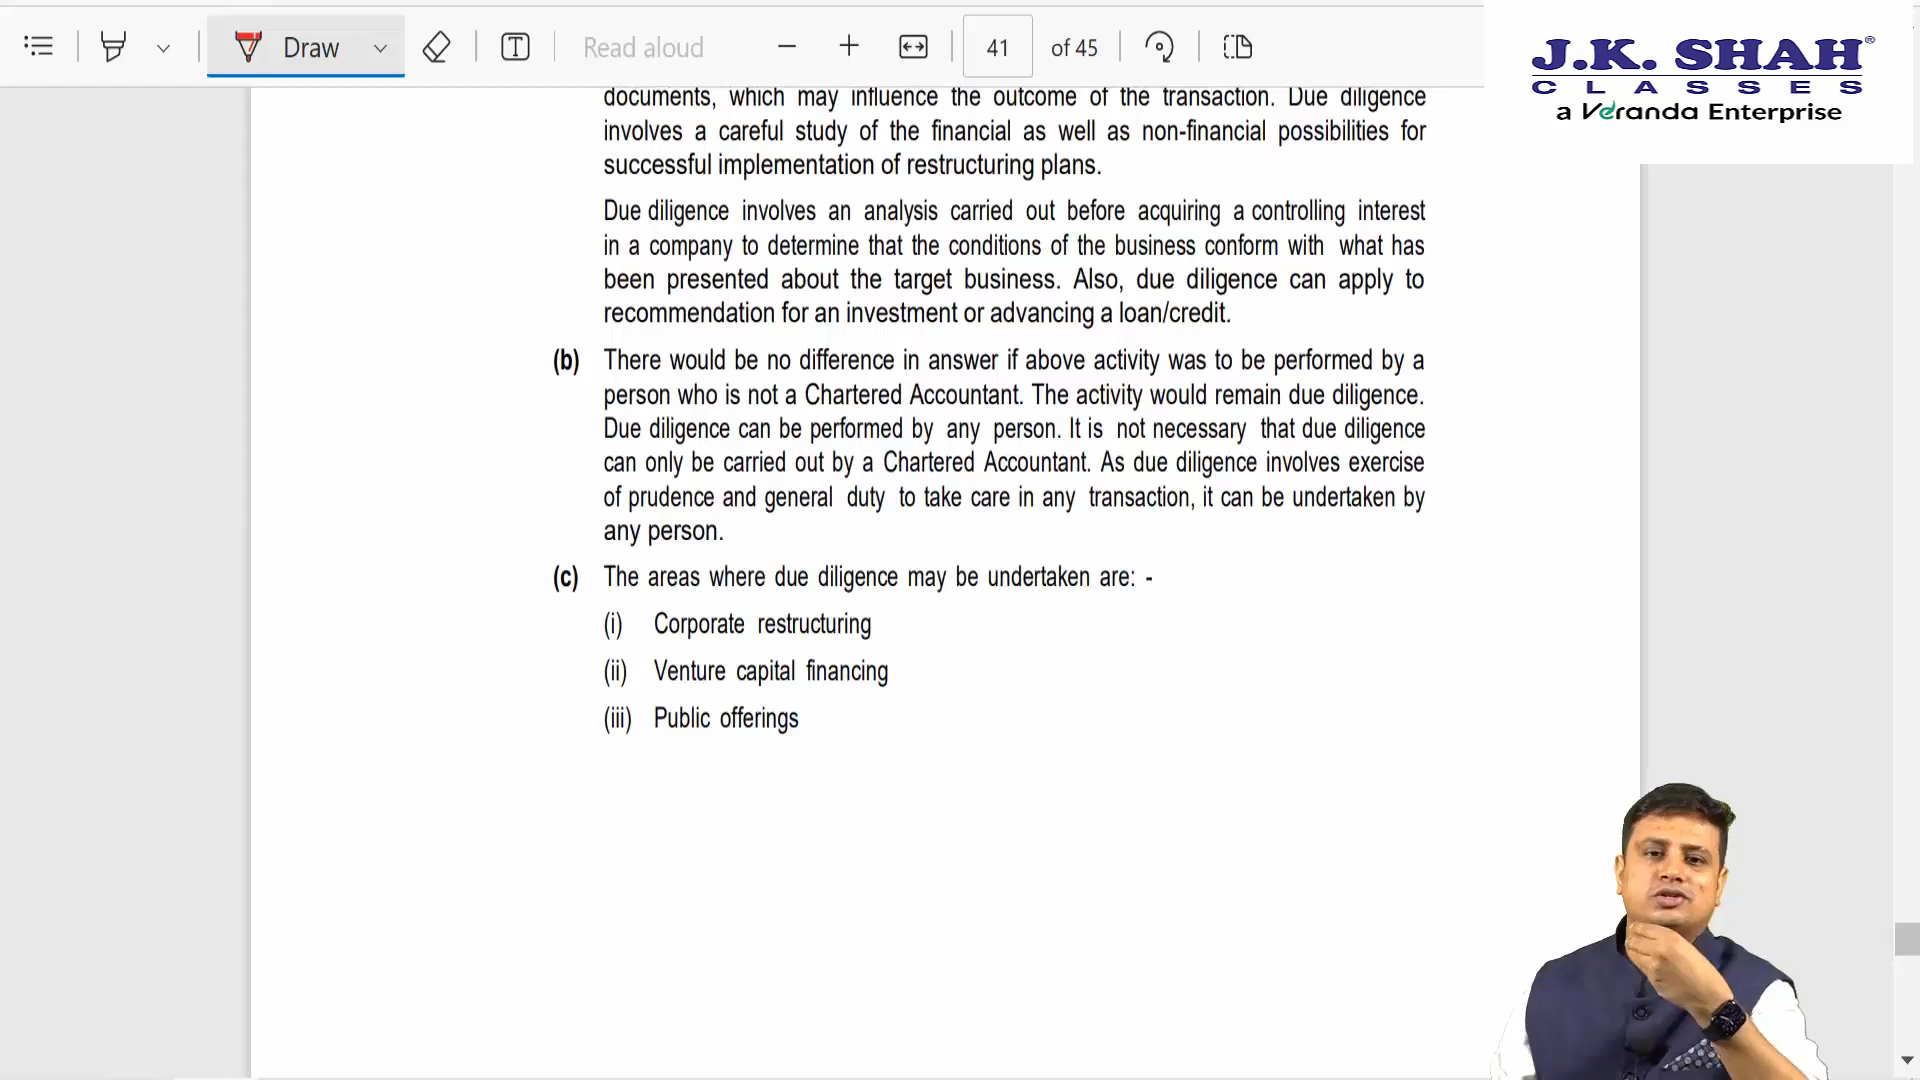 Draw
Read aloud
41
of 45
J.K. SHAH®
CLASSES
a Veranda Enterprise
documents, which may influence the outcome of the transaction. Due diligence
involves a careful study of the financial as well as non-financial possibilities for
successful implementation of restructuring plans.
Due diligence involves an analysis carried out before acquiring a controlling interest
in a company to determine that the conditions of the business conform with what has
been presented about the target business. Also, due diligence can apply to
recommendation for an investment or advancing a loan/credit.
(b) There would be no difference in answer if above activity was to be performed by a
person who is not a Chartered Accountant. The activity would remain due diligence.
Due diligence can be performed by any person. It is not necessary that due diligence
can only be carried out by a Chartered Accountant. As due diligence involves exercise
of prudence and general duty to take care in any transaction, it can be undertaken by
any person.
(c) The areas where due diligence may be undertaken are: -
(i) Corporate restructuring
(ii) Venture capital financing
(iii) Public offerings